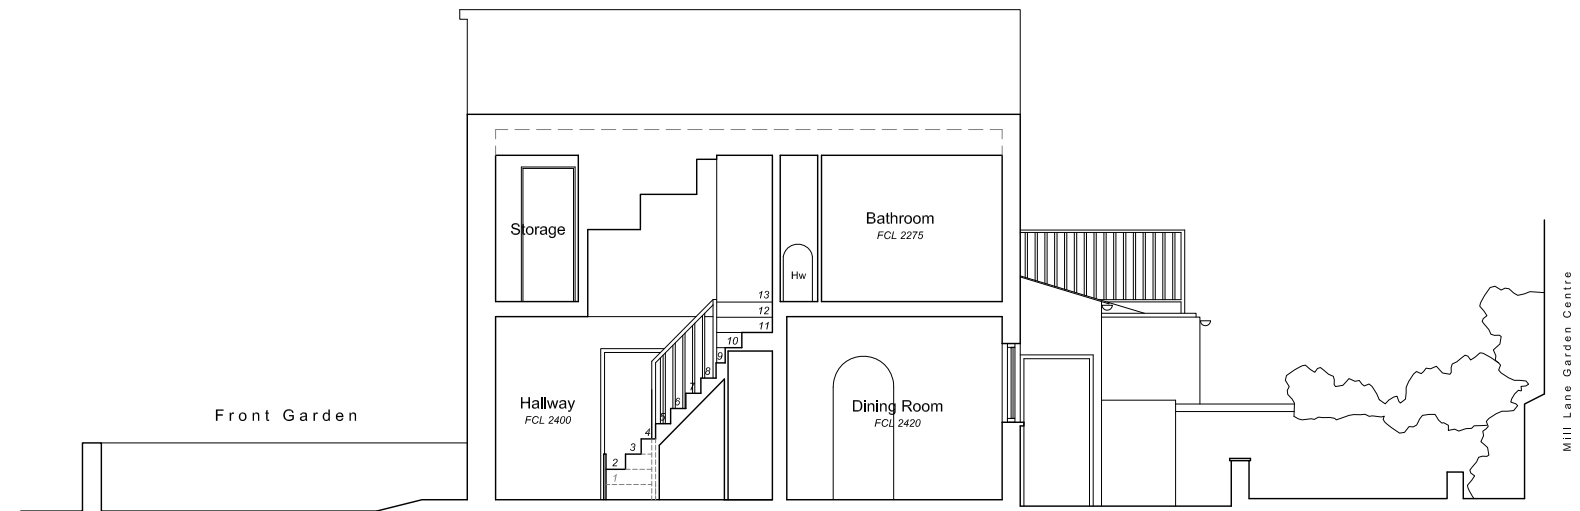 Storage
Bathroom
FCL 2275
Hw
13
12
11
10
9
8
7
6
5
4
3
2
1
Hallway
FCL 2400
Dining Room
FCL 2420
Front Garden
Mill Lane Garden Centre